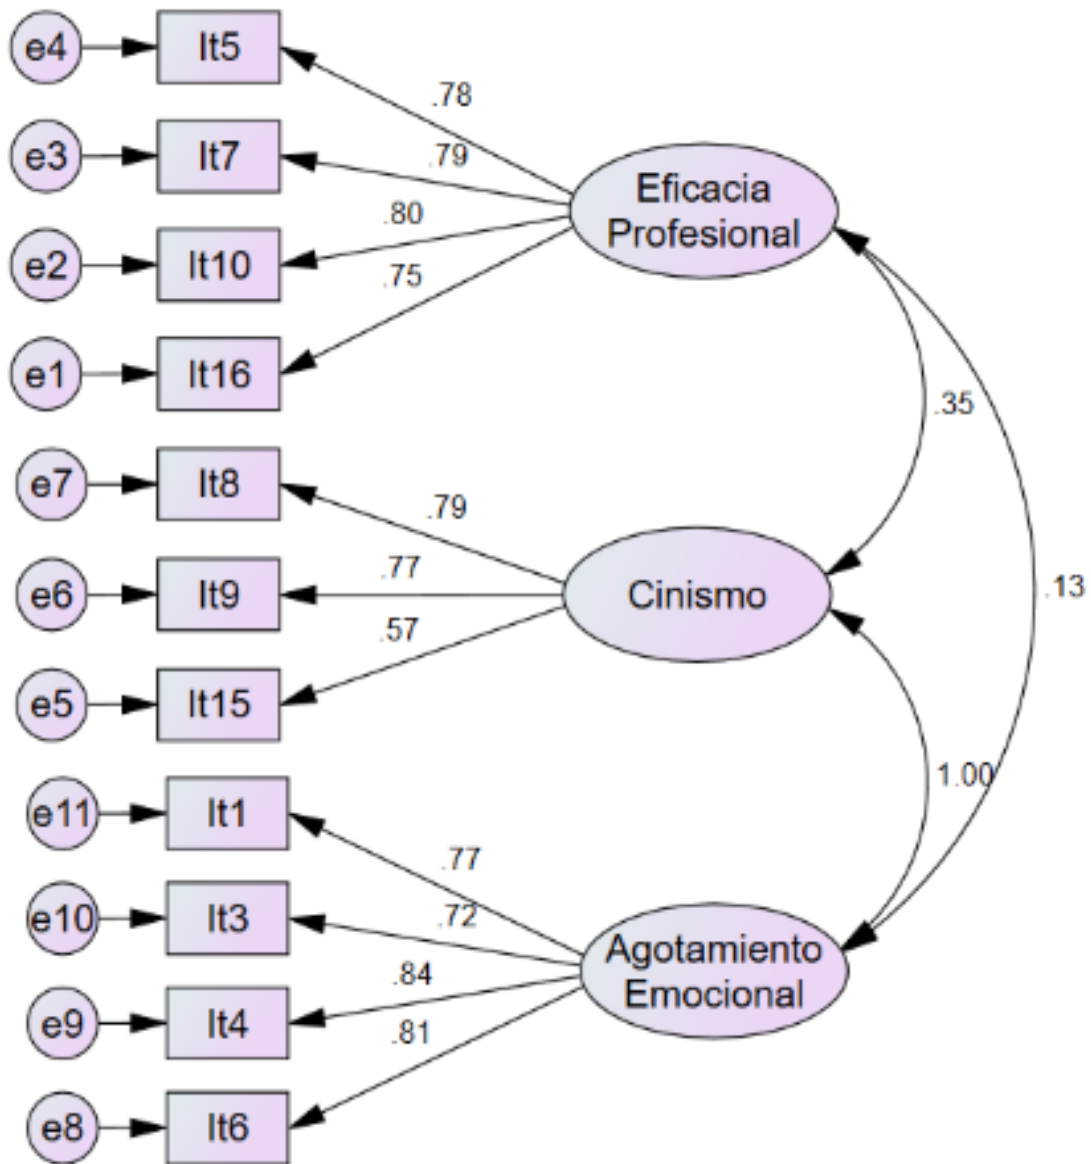 e4
It5
.78
e3
It7
.79
Eficacia
Profesional
.80
e2
It10
.75
e1
It16
.35
e7
It8
.79
.77
e6
It9
Cinismo
.13
.57
e5
It15
1.00
e11
It1
.77
e10
It3
.72
Agotamiento
Emocional
.84
e9
It4
.81
e8
It6